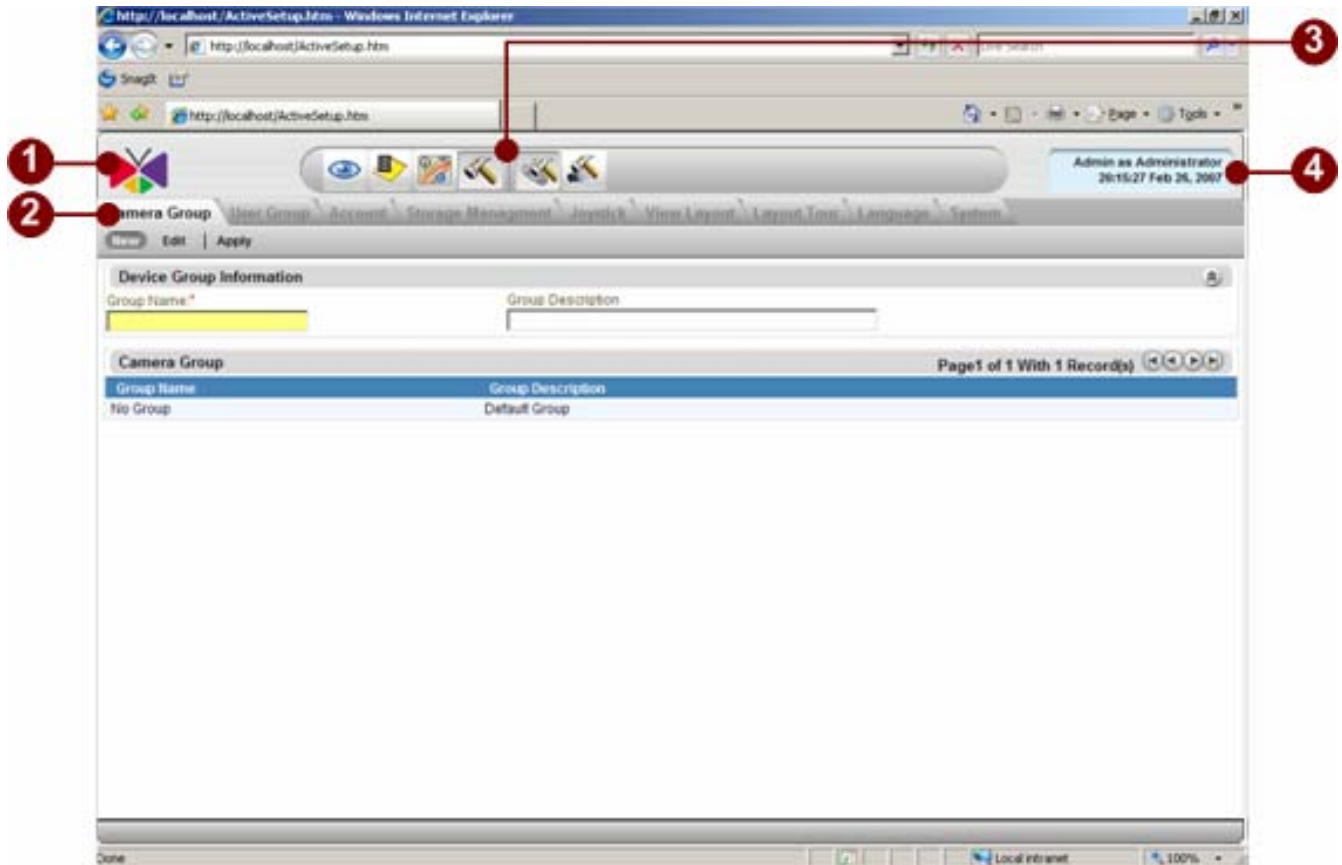 http://localhost/ActiveSetup.htm - Windows Internet Explorer
http://localhost/ActiveSetup.htm
Live Search
3
SnagIt
http://localhost/ActiveSetup.htm
Page
Tools
1
Admin as Administrator
20:15:27 Feb 26, 2007
4
2
amera Group
User Group
Account
Storage Managment
Joystick
View Layout
Layout Tour
Language
System
New
Edit
Apply
Device Group Information
Group Name*
Group Description
Camera Group
Page1 of 1 With 1 Record(s)
Group Name
Group Description
No Group
Default Group
Done
Local intranet
100%